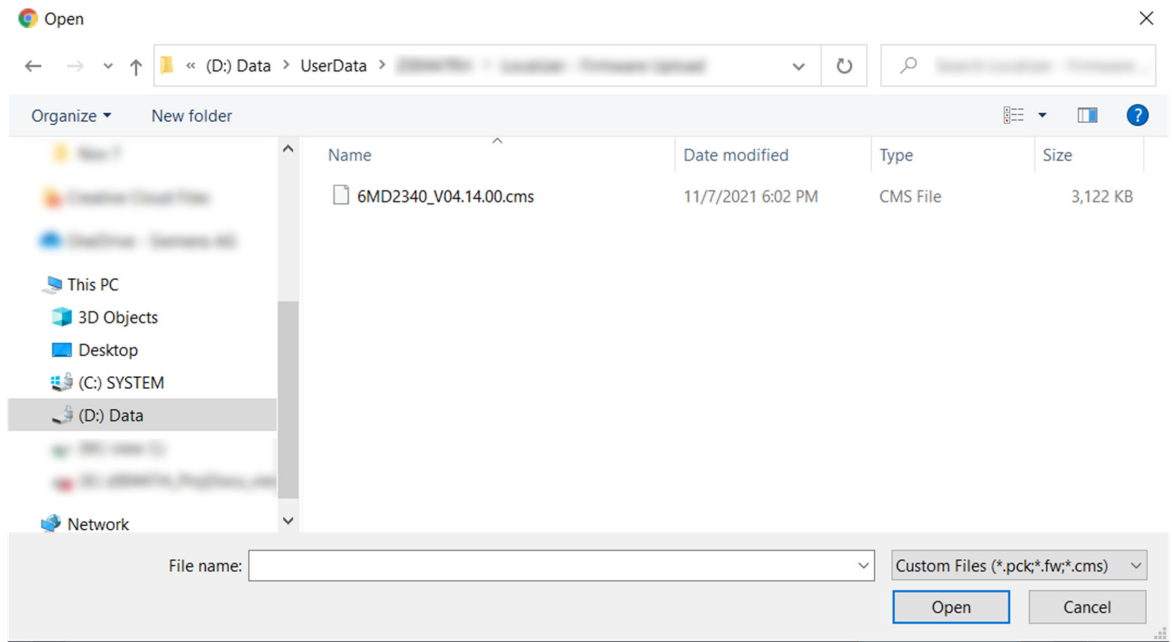 Open
« (D:) Data > UserData >
Organize New folder ?
Name Date modified Type Size
6MD2340_V04.14.00.cms 11/7/2021 6:02 PM CMS File 3,122 KB
This PC
3D Objects
Desktop
(C:) SYSTEM
(D:) Data
Network
File name: Custom Files (*.pck;*.fw;*.cms)
Open Cancel